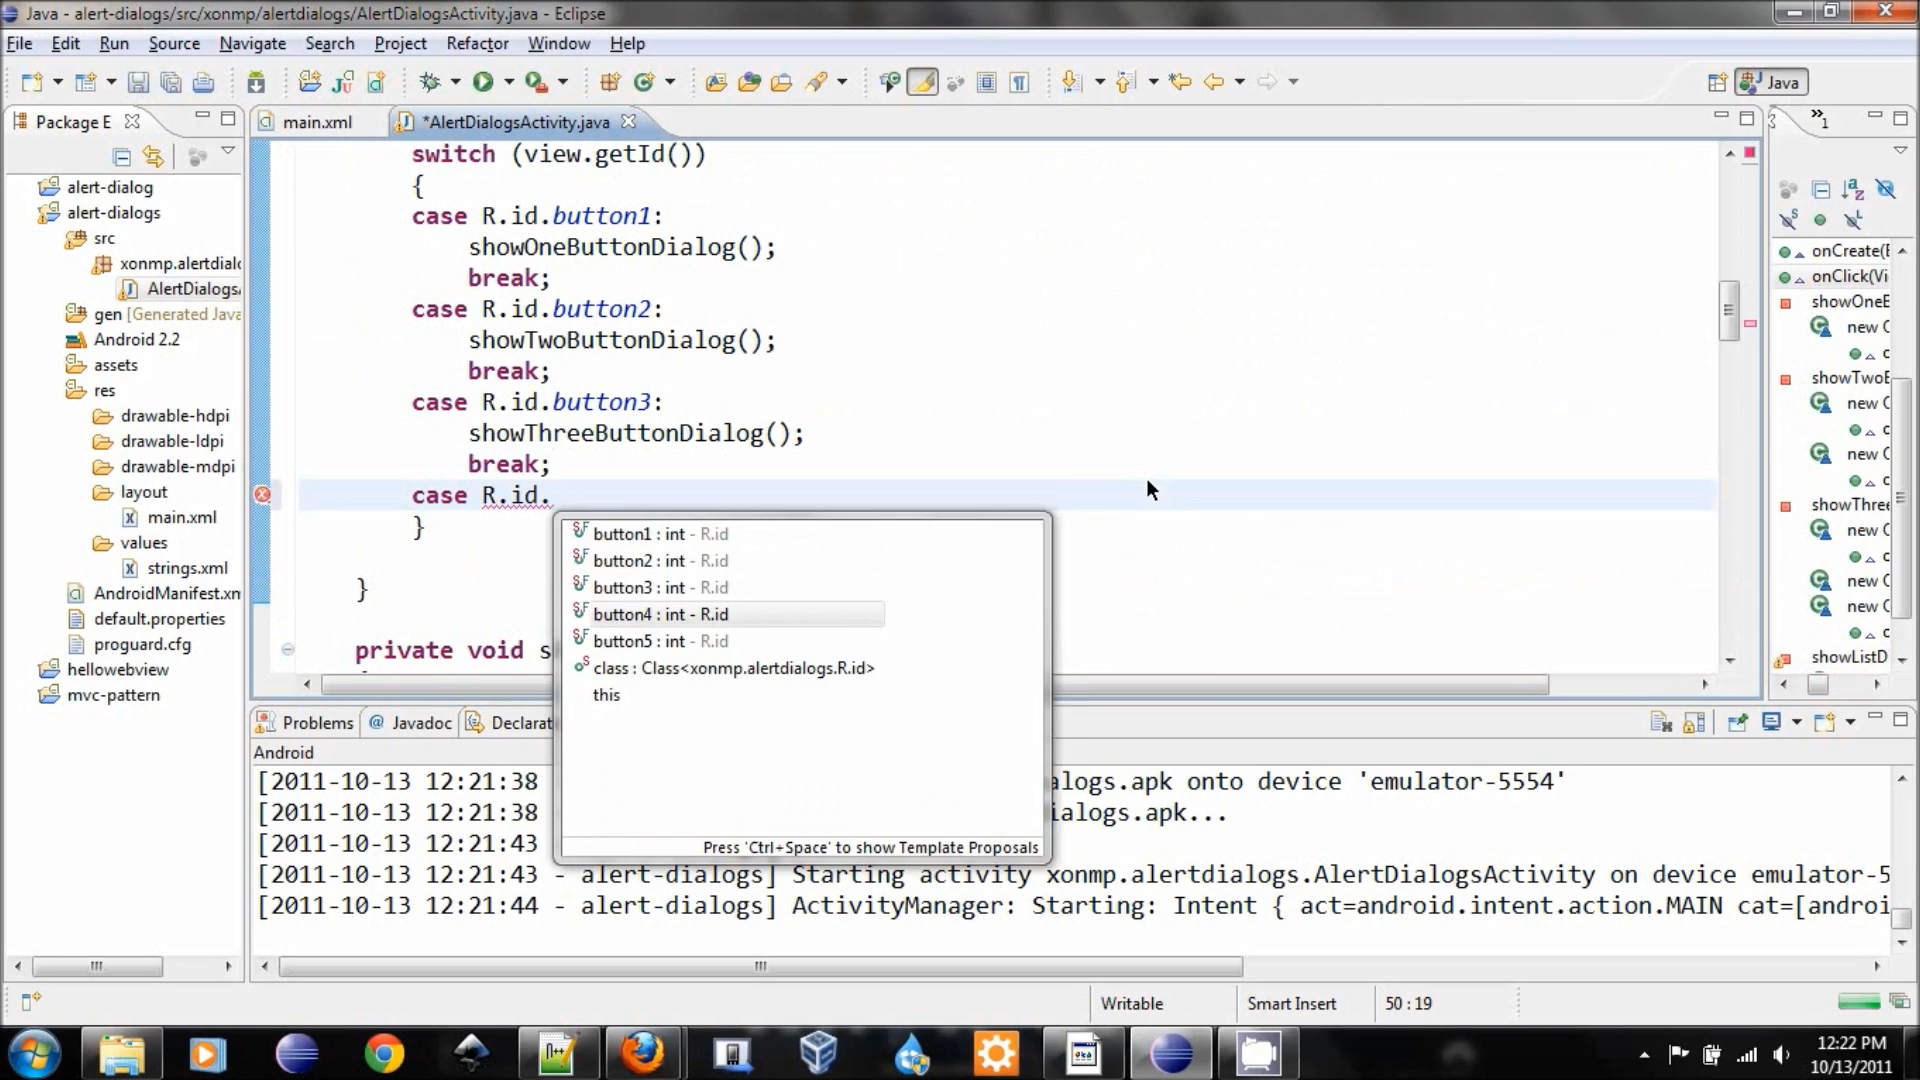 Java - alert-dialogs/src/xonmp/alertdialogs/AlertDialogsActivity.java - Eclipse
File Edit Run Source Navigate Search Project Refactor Window Help
Java
Package E
main.xml
*AlertDialogsActivity.java
»1
alert-dialog
alert-dialogs
src
xonmp.alertdialo
AlertDialogsA
gen [Generated Java
Android 2.2
assets
res
drawable-hdpi
drawable-ldpi
drawable-mdpi
layout
main.xml
values
strings.xml
AndroidManifest.xm
default.properties
proguard.cfg
hellowebview
mvc-pattern
switch (view.getId())
{
case R.id.button1:
showOneButtonDialog();
break;
case R.id.button2:
showTwoButtonDialog();
break;
case R.id.button3:
showThreeButtonDialog();
break;
case R.id.
}
}
private void s
button1 : int - R.id
button2 : int - R.id
button3 : int - R.id
button4 : int - R.id
button5 : int - R.id
class : Class<xonmp.alertdialogs.R.id>
this
Press 'Ctrl+Space' to show Template Proposals
onCreate(E
onClick(Vi
showOneE
new C
c
showTwoE
new C
c
new C
c
showThree
new C
c
new C
new C
c
showListD
Problems @ Javadoc Declarat
Android
[2011-10-13 12:21:38 alogs.apk onto device 'emulator-5554'
[2011-10-13 12:21:38 ialogs.apk...
[2011-10-13 12:21:43
[2011-10-13 12:21:43 - alert-dialogs] Starting activity xonmp.alertdialogs.AlertDialogsActivity on device emulator-5
[2011-10-13 12:21:44 - alert-dialogs] ActivityManager: Starting: Intent { act=android.intent.action.MAIN cat=[androi
Writable Smart Insert 50 : 19
12:22 PM
10/13/2011